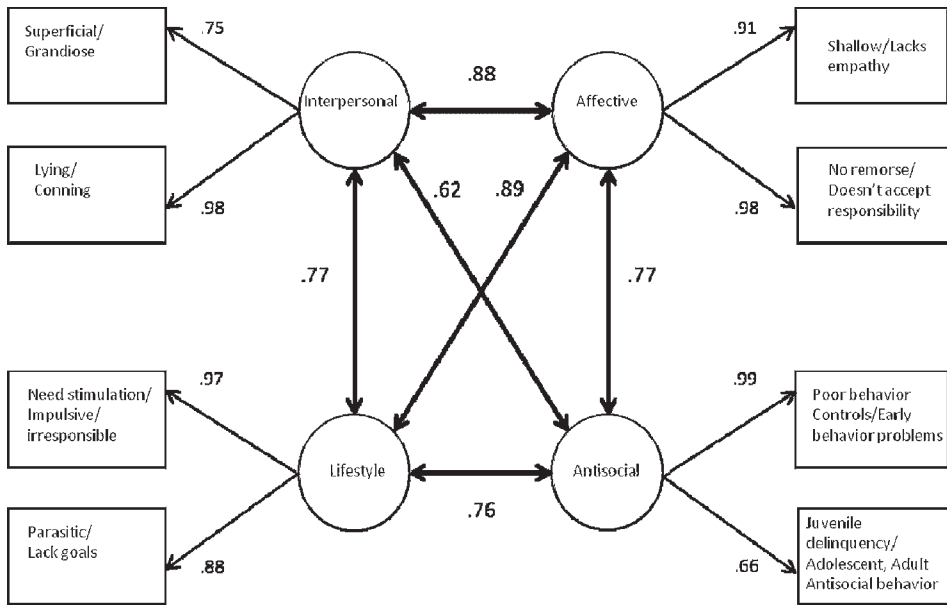 Superficial/
Grandiose
.75
.91
Shallow/Lacks
empathy
Interpersonal
.88
Affective
Lying/
Conning
.98
.62
.89
.98
No remorse/
Doesn't accept
responsibility
.77
.77
Need stimulation/
Impulsive/
irresponsible
.97
.99
Poor behavior
Controls/Early
behavior problems
Lifestyle
.76
Antisocial
Parasitic/
Lack goals
.88
.66
Juvenile
delinquency/
Adolescent, Adult
Antisocial behavior